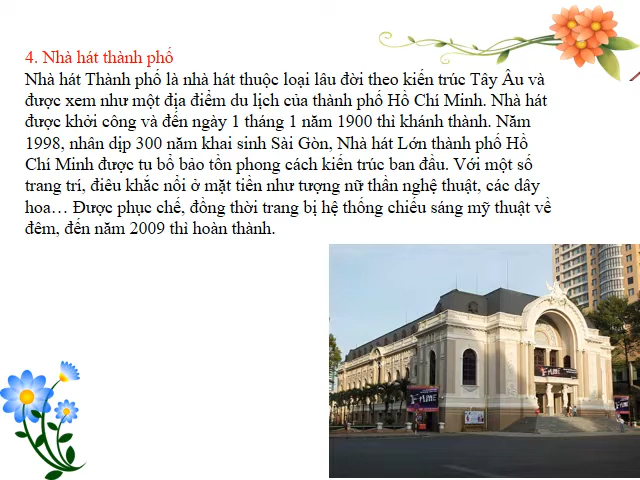 4. Nhà hát thành phố
Nhà hát Thành phố là nhà hát thuộc loại lâu đời theo kiến trúc Tây Âu và
được xem như một địa điểm du lịch của thành phố Hồ Chí Minh. Nhà hát
được khởi công và đến ngày 1 tháng 1 năm 1900 thì khánh thành. Năm
1998, nhân dịp 300 năm khai sinh Sài Gòn, Nhà hát Lớn thành phố Hồ
Chí Minh được tu bổ bảo tồn phong cách kiến trúc ban đầu. Với một số
trang trí, điêu khắc nổi ở mặt tiền như tượng nữ thần nghệ thuật, các dây
hoa… Được phục chế, đồng thời trang bị hệ thống chiếu sáng mỹ thuật về
đêm, đến năm 2009 thì hoàn thành.